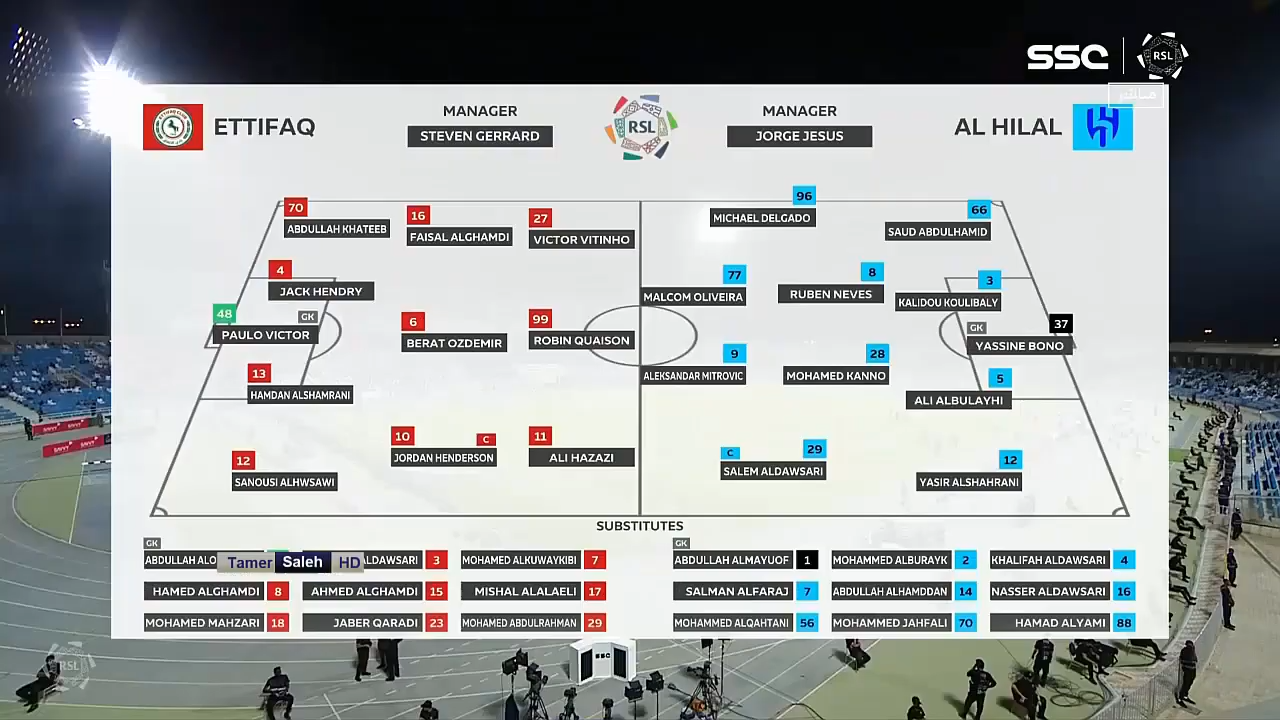 SSC
RSL
مباشر
ETTIFAQ
MANAGER
STEVEN GERRARD
RSL
MANAGER
JORGE JESUS
AL HILAL
70
ABDULLAH KHATEEB
16
FAISAL ALGHAMDI
27
VICTOR VITINHO
4
JACK HENDRY
48
GK
PAULO VICTOR
6
BERAT OZDEMIR
99
ROBIN QUAISON
13
HAMDAN ALSHAMRANI
12
SANOUSI ALHWSAWI
10
C
JORDAN HENDERSON
11
ALI HAZAZI
96
MICHAEL DELGADO
66
SAUD ABDULHAMID
77
MALCOM OLIVEIRA
8
RUBEN NEVES
3
KALIDOU KOULIBALY
37
GK
YASSINE BONO
9
ALEKSANDAR MITROVIC
28
MOHAMED KANNO
5
ALI ALBULAYHI
C
29
SALEM ALDAWSARI
12
YASIR ALSHAHRANI
SUBSTITUTES
GK
ABDULLAH ALO
Tamer Saleh HD
ALDAWSARI 3
MOHAMED ALKUWAYKIBI 7
HAMED ALGHAMDI 8
AHMED ALGHAMDI 15
MISHAL ALALAELI 17
MOHAMED MAHZARI 18
JABER QARADI 23
MOHAMED ABDULRAHMAN 29
GK
ABDULLAH ALMAYUOF 1
MOHAMMED ALBURAYK 2
KHALIFAH ALDAWSARI 4
SALMAN ALFARAJ 7
ABDULLAH ALHAMDDAN 14
NASSER ALDAWSARI 16
MOHAMMED ALQAHTANI 56
MOHAMMED JAHFALI 70
HAMAD ALYAMI 88
SSC
RSL